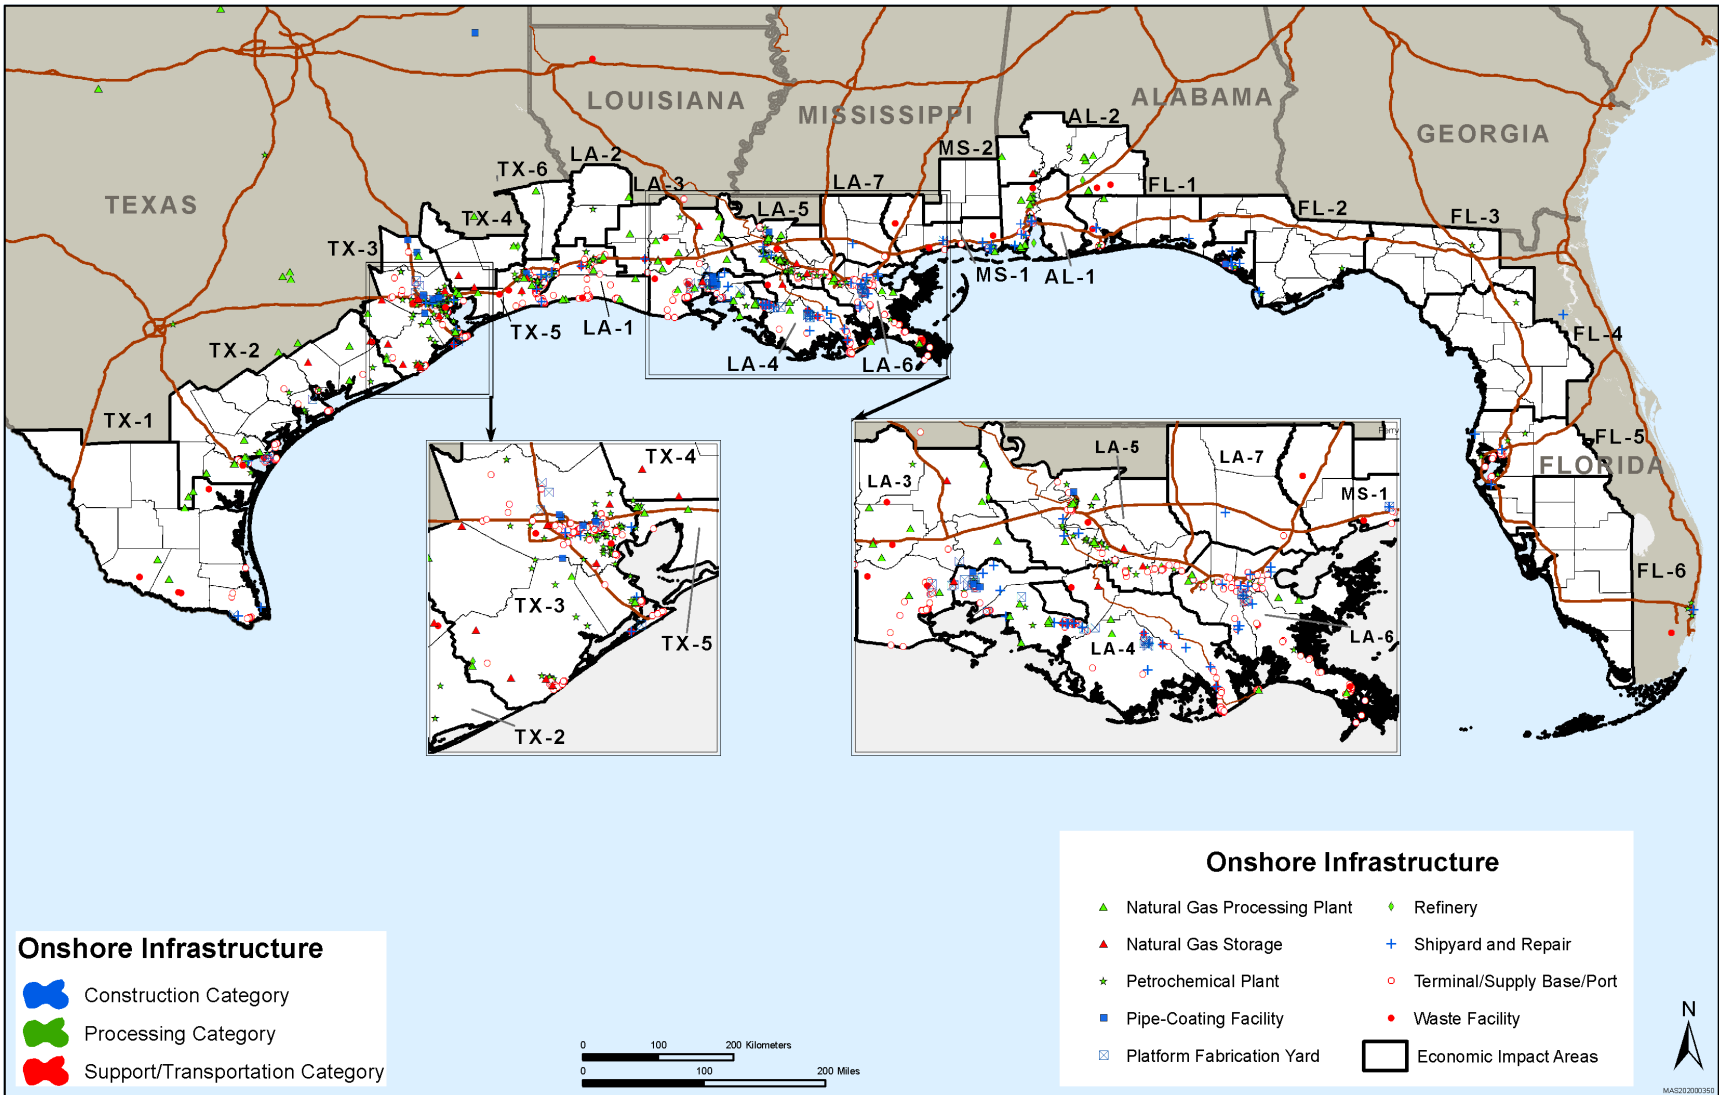 LOUISIANA
MISSISSIPPI
ALABAMA
GEORGIA
TEXAS
FLORIDA
AL-2
MS-2
LA-2
TX-6
LA-3
LA-7
FL-1
LA-5
FL-2
FL-3
TX-4
TX-3
MS-1
AL-1
TX-5
LA-1
FL-4
TX-2
LA-4
LA-6
TX-1
FL-5
FL-6
TX-4
TX-3
TX-5
TX-2
Perry
LA-5
LA-7
LA-3
MS-1
LA-6
LA-4
Onshore Infrastructure
Construction Category
Processing Category
Support/Transportation Category
0 100 200 Kilometers
0 100 200 Miles
Onshore Infrastructure
Natural Gas Processing Plant
Natural Gas Storage
Petrochemical Plant
Pipe-Coating Facility
Platform Fabrication Yard
Refinery
Shipyard and Repair
Terminal/Supply Base/Port
Waste Facility
Economic Impact Areas
N
MAS202000350